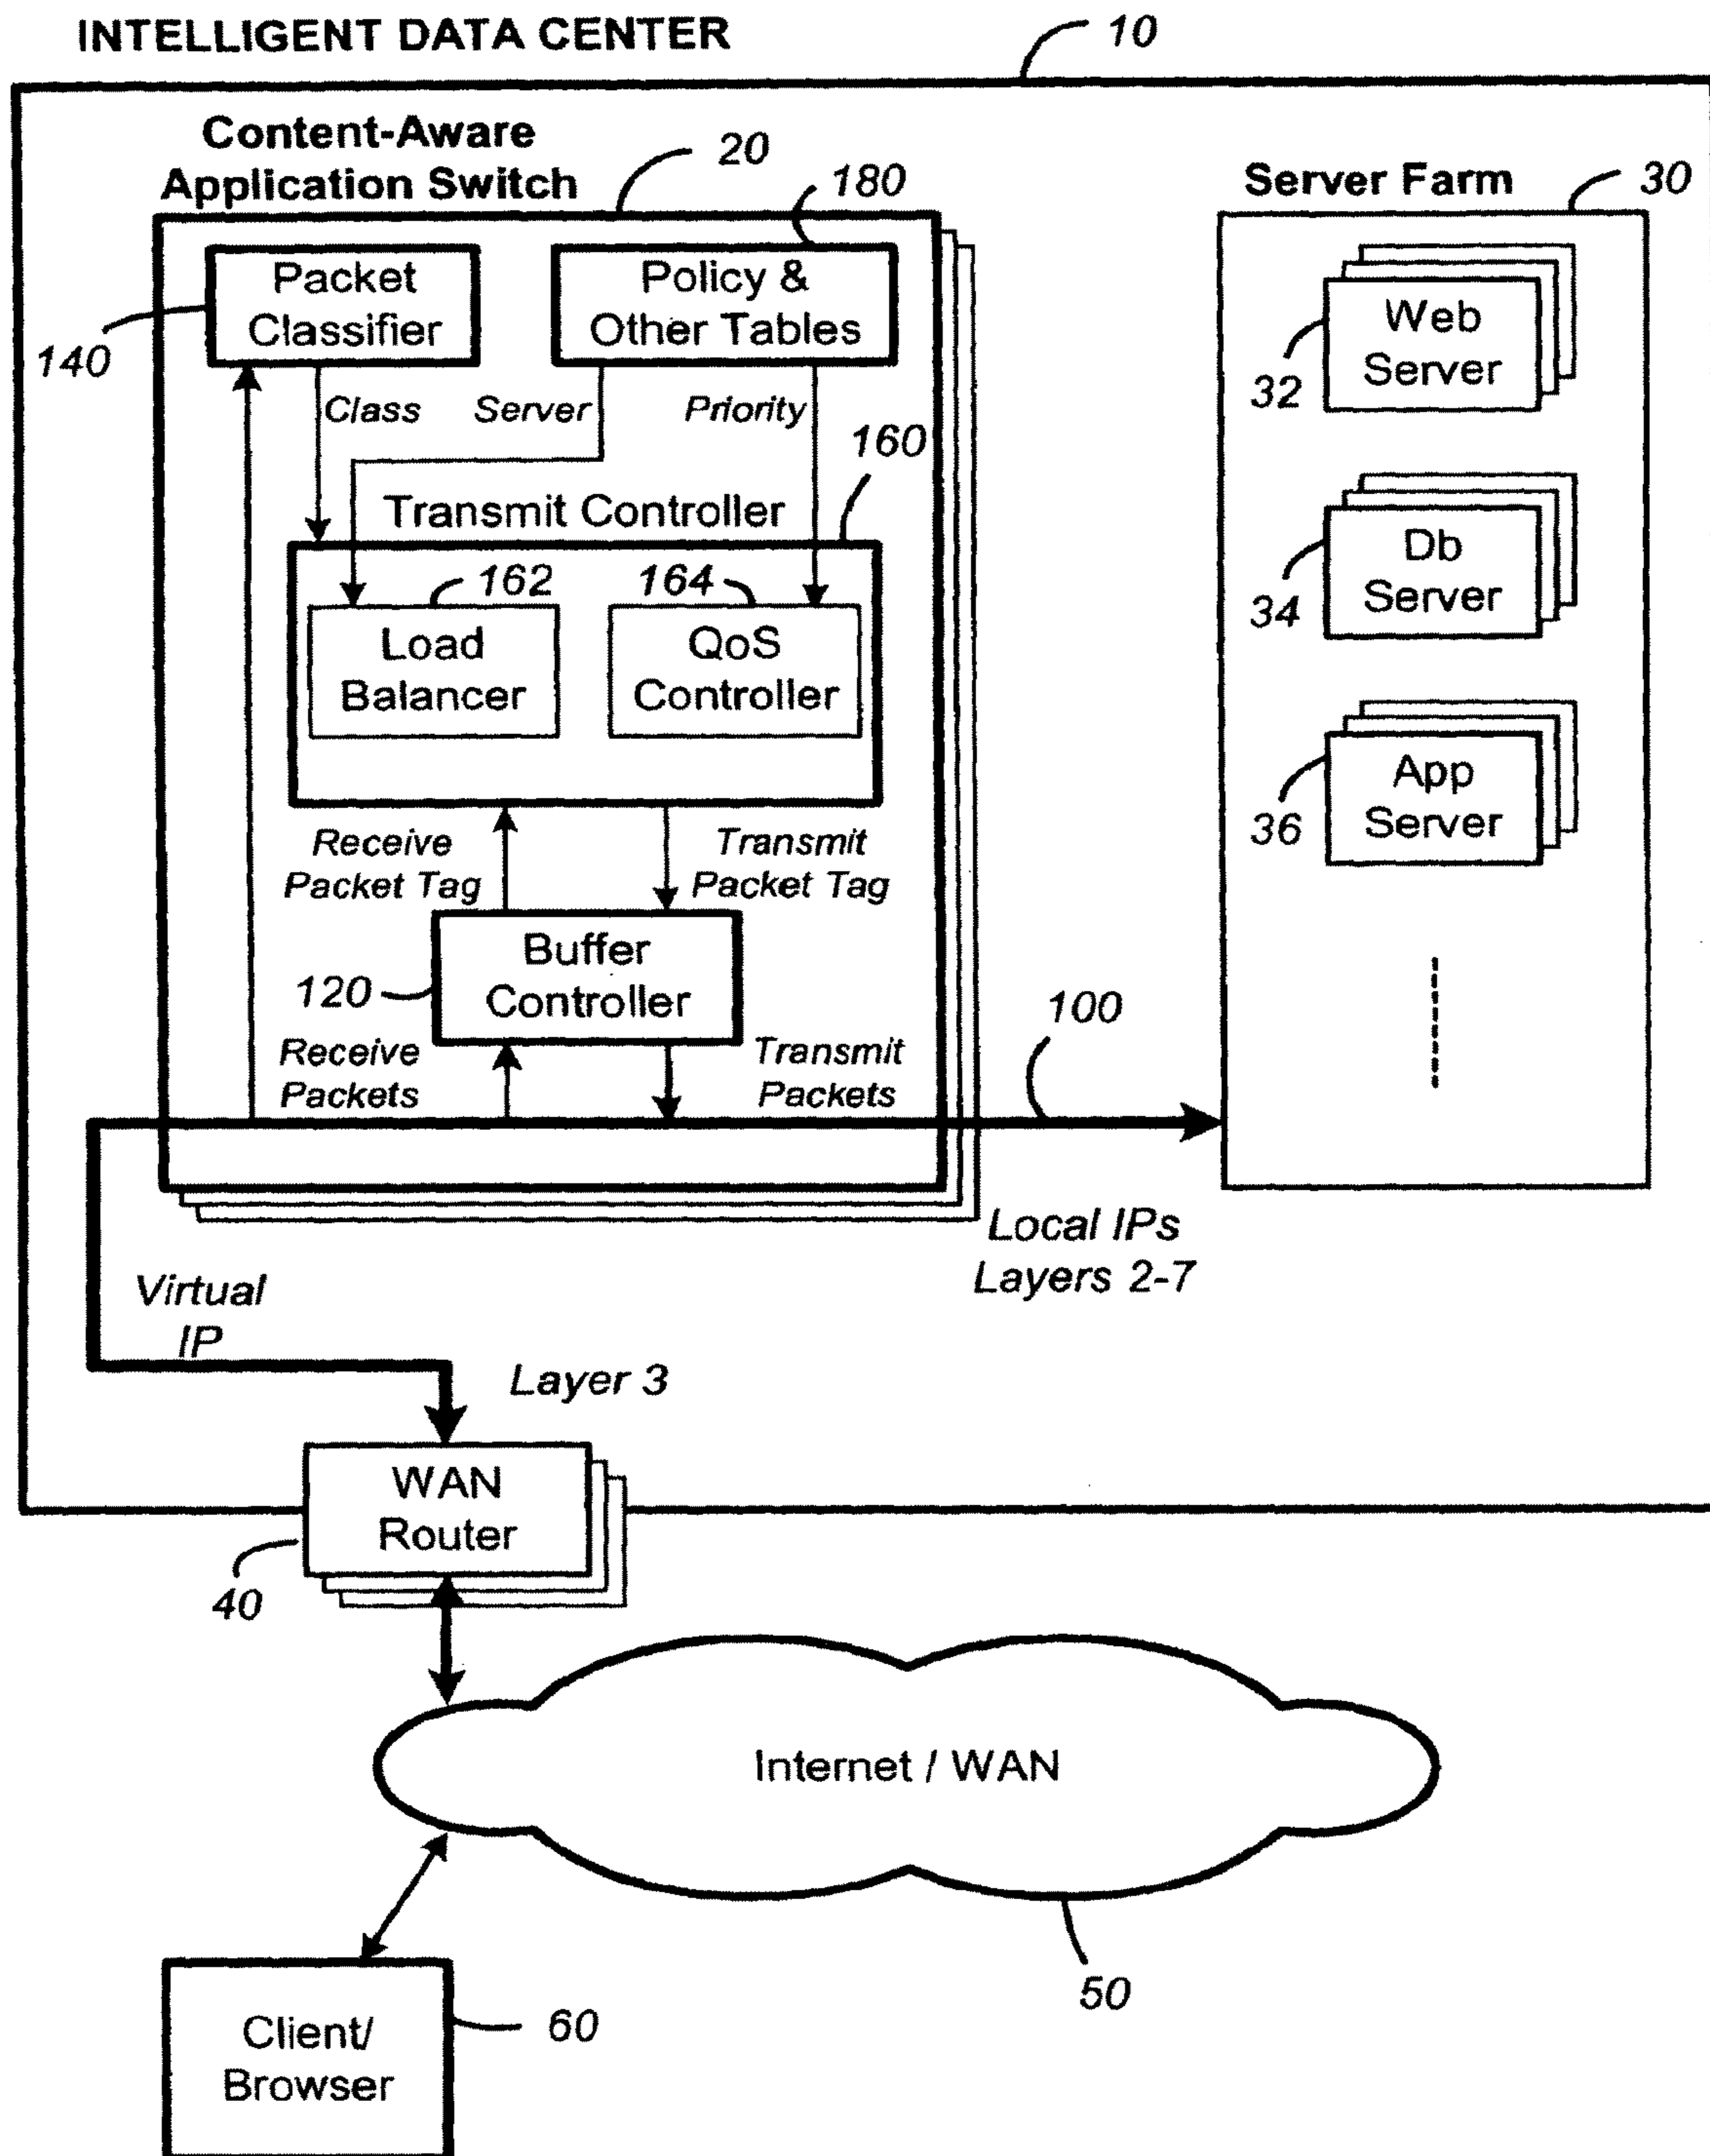 INTELLIGENT DATA CENTER
10
Content-Aware
Application Switch
20
180
Server Farm
30
Packet
Classifier
140
Policy &
Other Tables
Web
Server
32
Class
Server
Priority
160
Transmit Controller
Db
Server
34
162
164
Load
Balancer
QoS
Controller
App
Server
36
Receive
Packet Tag
Transmit
Packet Tag
Buffer
Controller
120
100
Receive
Packets
Transmit
Packets
Local IPs
Layers 2-7
Virtual
IP
Layer 3
WAN
Router
40
Internet / WAN
50
Client/
Browser
60